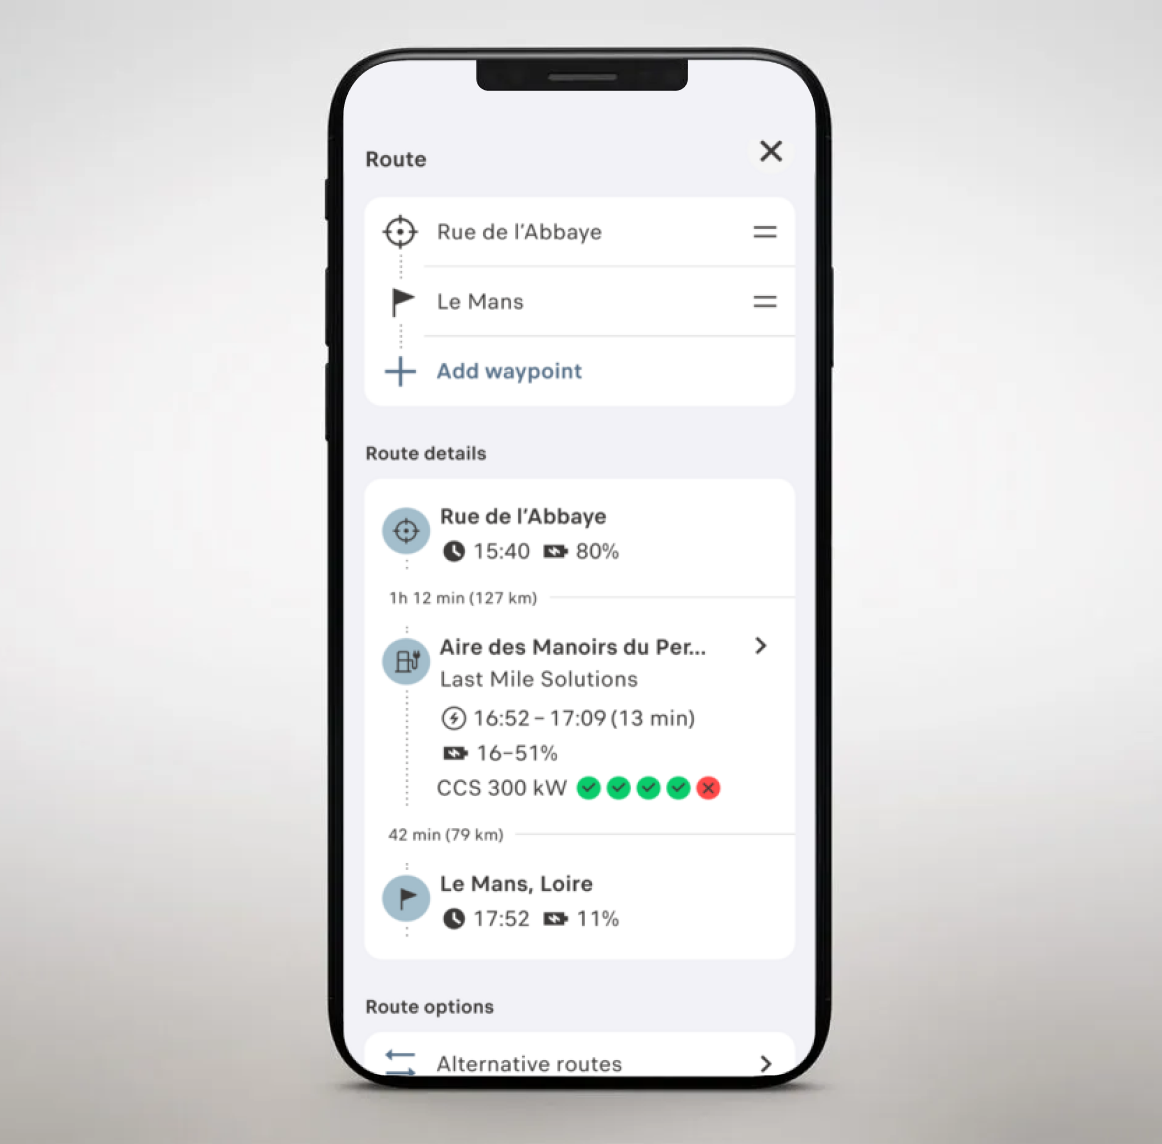 Route
Rue de l'Abbaye
Le Mans
Add waypoint
Route details
Rue de l'Abbaye
15:40 80%
1h 12 min (127 km)
Aire des Manoirs du Per...
Last Mile Solutions
16:52 – 17:09 (13 min)
16–51%
CCS 300 kW
42 min (79 km)
Le Mans, Loire
17:52 11%
Route options
Alternative routes